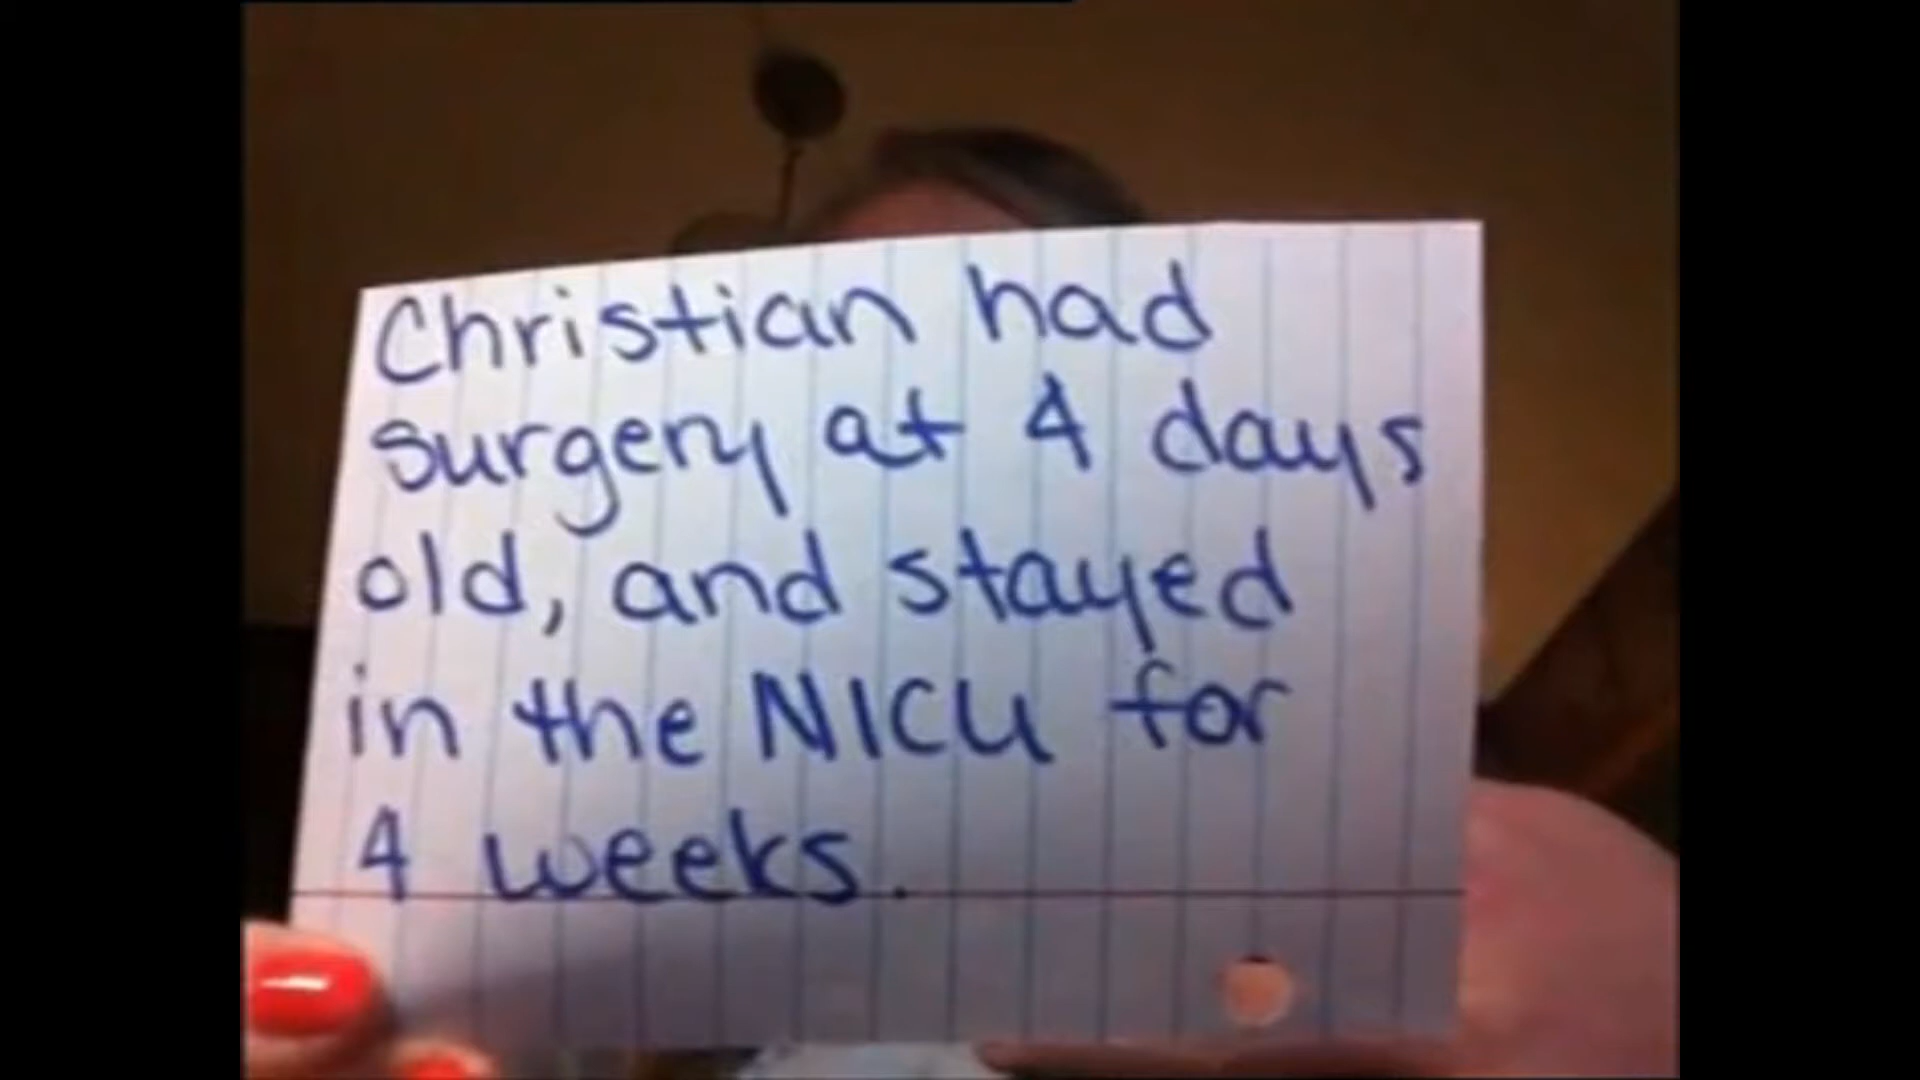 Christian had
surgery at 4 days
old, and stayed
in the NICU for
4 weeks.